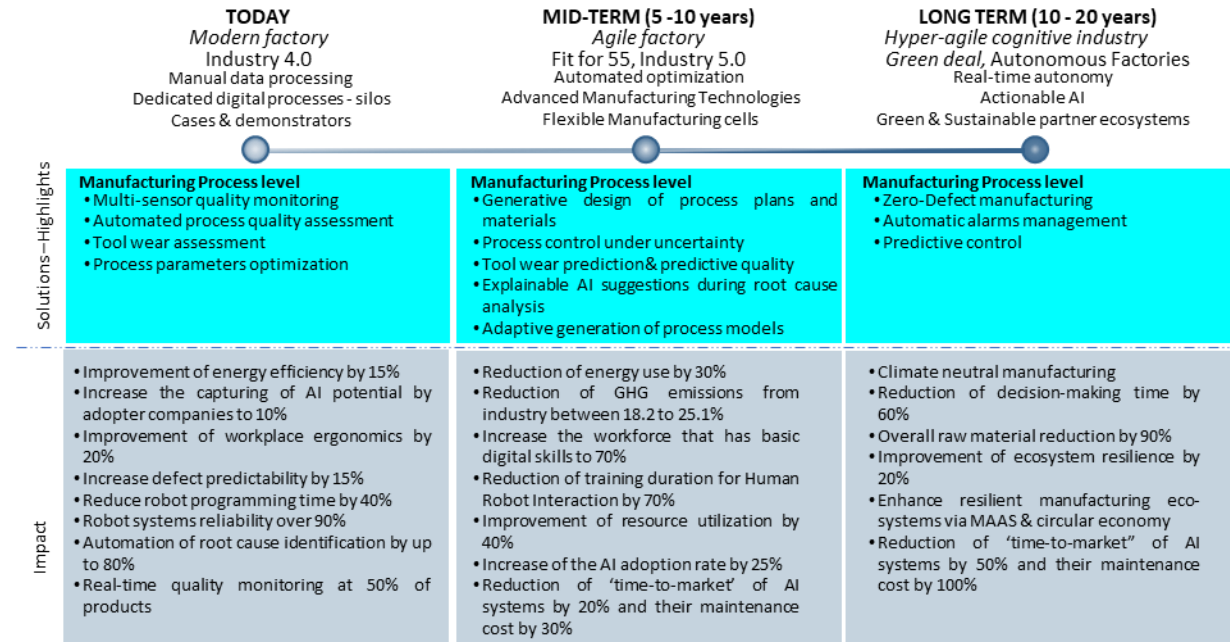 TODAY
Modern factory
Industry 4.0
Manual data processing
Dedicated digital processes - silos
Cases & demonstrators
MID-TERM (5 -10 years)
Agile factory
Fit for 55, Industry 5.0
Automated optimization
Advanced Manufacturing Technologies
Flexible Manufacturing cells
LONG TERM (10 - 20 years)
Hyper-agile cognitive industry
Green deal, Autonomous Factories
Real-time autonomy
Actionable AI
Green & Sustainable partner ecosystems
Solutions–Highlights
Manufacturing Process level
• Multi-sensor quality monitoring
• Automated process quality assessment
• Tool wear assessment
• Process parameters optimization
Manufacturing Process level
• Generative design of process plans and
materials
• Process control under uncertainty
• Tool wear prediction& predictive quality
• Explainable AI suggestions during root cause
analysis
• Adaptive generation of process models
Manufacturing Process level
• Zero-Defect manufacturing
• Automatic alarms management
• Predictive control
Impact
• Improvement of energy efficiency by 15%
• Increase the capturing of AI potential by
adopter companies to 10%
• Improvement of workplace ergonomics by
20%
• Increase defect predictability by 15%
• Reduce robot programming time by 40%
• Robot systems reliability over 90%
• Automation of root cause identification by up
to 80%
• Real-time quality monitoring at 50% of
products
• Reduction of energy use by 30%
• Reduction of GHG emissions from
industry between 18.2 to 25.1%
• Increase the workforce that has basic
digital skills to 70%
• Reduction of training duration for Human
Robot Interaction by 70%
• Improvement of resource utilization by
40%
• Increase of the AI adoption rate by 25%
• Reduction of ‘time-to-market’ of AI
systems by 20% and their maintenance
cost by 30%
• Climate neutral manufacturing
• Reduction of decision-making time by
60%
• Overall raw material reduction by 90%
• Improvement of ecosystem resilience by
20%
• Enhance resilient manufacturing eco-
systems via MAAS & circular economy
• Reduction of ‘time-to-market” of AI
systems by 50% and their maintenance
cost by 100%